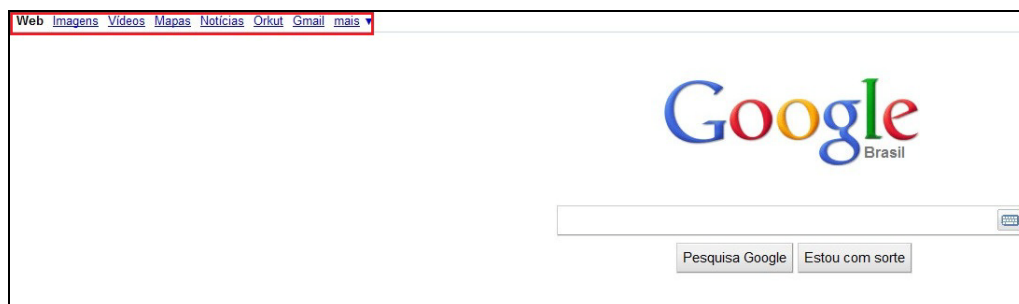 Web Imagens Vídeos Mapas Notícias Orkut Gmail mais ▼
Google
Brasil
Pesquisa Google Estou com sorte